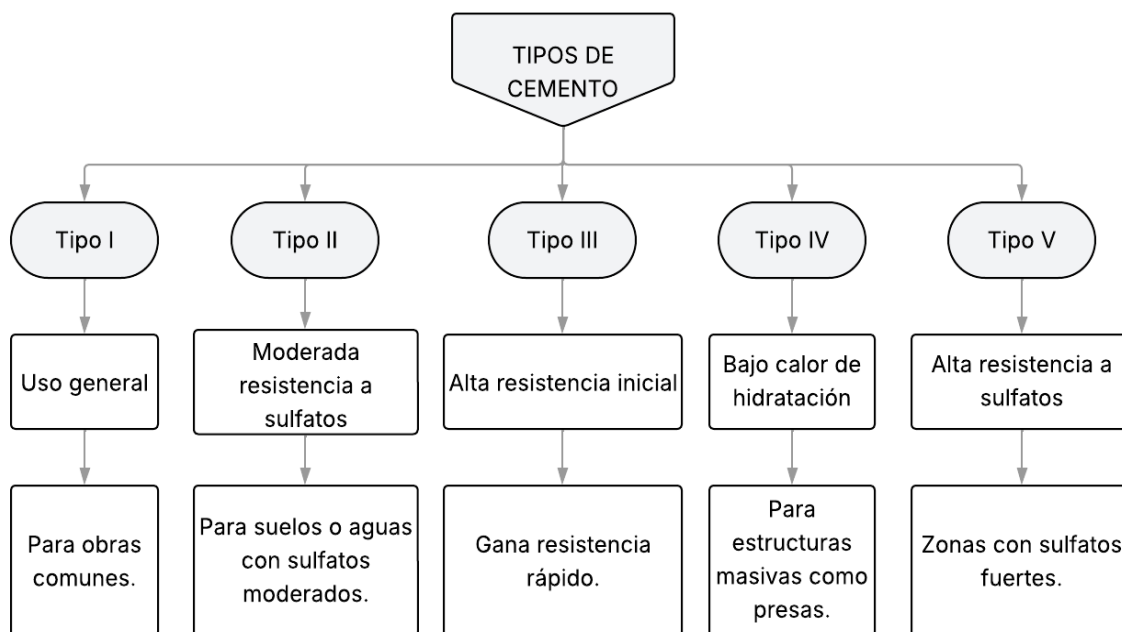 TIPOS DE
CEMENTO
Tipo I
Tipo II
Tipo III
Tipo IV
Tipo V
Uso general
Moderada
resistencia a
sulfatos
Alta resistencia inicial
Bajo calor de
hidratación
Alta resistencia a
sulfatos
Para obras
comunes.
Para suelos o aguas
con sulfatos
moderados.
Gana resistencia
rápido.
Para
estructuras
masivas como
presas.
Zonas con sulfatos
fuertes.